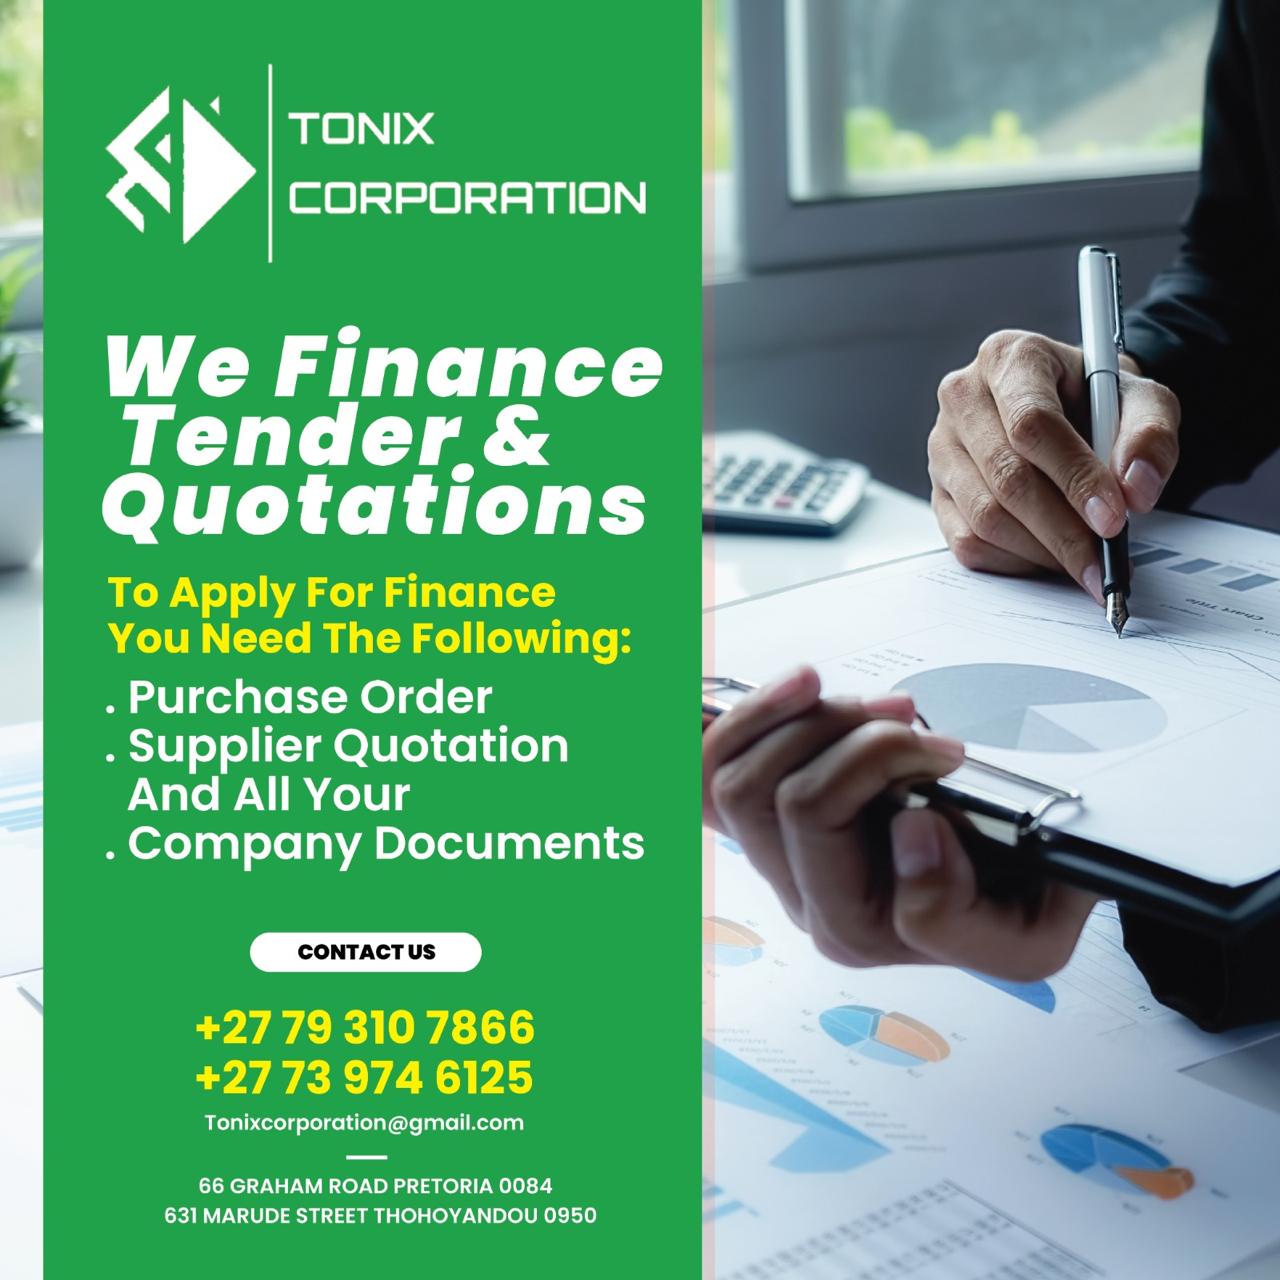 TONIX
CORPORATION
We Finance
Tender &
Quotations
To Apply For Finance
You Need The Following:
. Purchase Order
. Supplier Quotation
And All Your
. Company Documents
CONTACT US
+27 79 310 7866
+27 73 974 6125
Tonixcorporation@gmail.com
66 GRAHAM ROAD PRETORIA 0084
631 MARUDE STREET THOHOYANDOU 0950
Chart Title